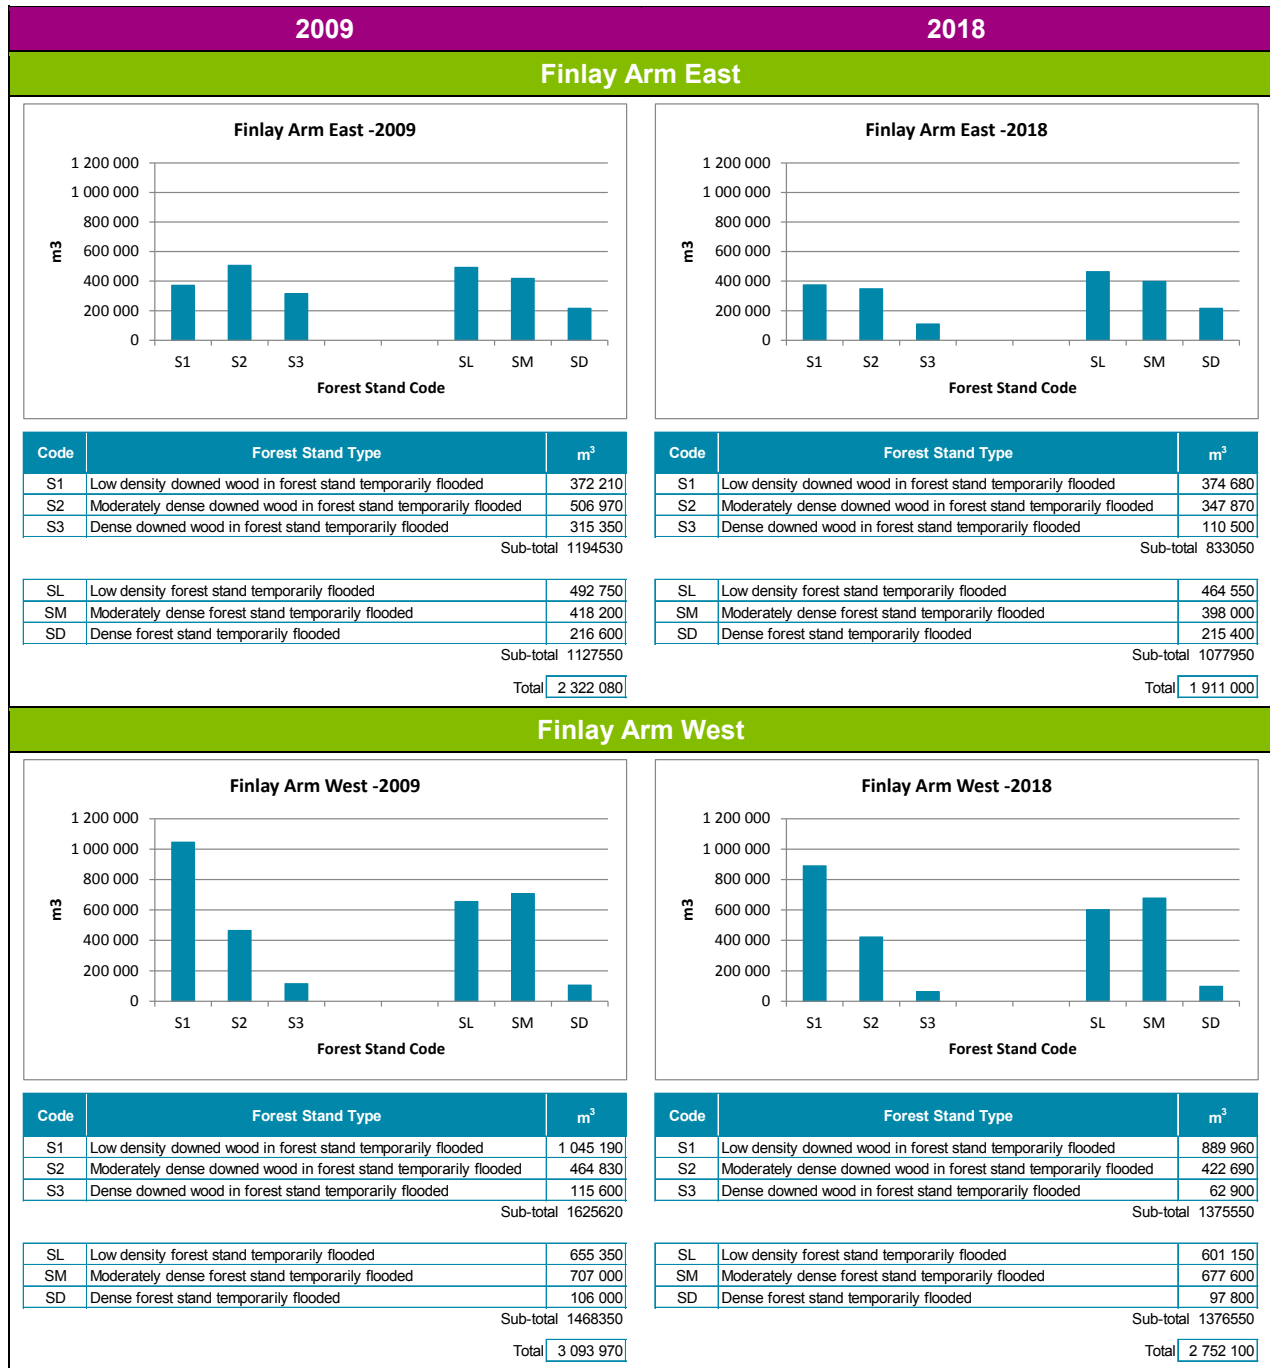 2009
2018
Finlay Arm East
Finlay Arm East -2009
1 200 000
1 000 000
800 000
600 000
400 000
200 000
0
m3
S1 S2 S3 SL SM SD
Forest Stand Code
Finlay Arm East -2018
1 200 000
1 000 000
800 000
600 000
400 000
200 000
0
m3
S1 S2 S3 SL SM SD
Forest Stand Code
Code Forest Stand Type m³
S1 Low density downed wood in forest stand temporarily flooded 372 210
S2 Moderately dense downed wood in forest stand temporarily flooded 506 970
S3 Dense downed wood in forest stand temporarily flooded 315 350
Sub-total 1194530
SL Low density forest stand temporarily flooded 492 750
SM Moderately dense forest stand temporarily flooded 418 200
SD Dense forest stand temporarily flooded 216 600
Sub-total 1127550
Total 2 322 080
Code Forest Stand Type m³
S1 Low density downed wood in forest stand temporarily flooded 374 680
S2 Moderately dense downed wood in forest stand temporarily flooded 347 870
S3 Dense downed wood in forest stand temporarily flooded 110 500
Sub-total 833050
SL Low density forest stand temporarily flooded 464 550
SM Moderately dense forest stand temporarily flooded 398 000
SD Dense forest stand temporarily flooded 215 400
Sub-total 1077950
Total 1 911 000
Finlay Arm West
Finlay Arm West -2009
1 200 000
1 000 000
800 000
600 000
400 000
200 000
0
m3
S1 S2 S3 SL SM SD
Forest Stand Code
Finlay Arm West -2018
1 200 000
1 000 000
800 000
600 000
400 000
200 000
0
m3
S1 S2 S3 SL SM SD
Forest Stand Code
Code Forest Stand Type m³
S1 Low density downed wood in forest stand temporarily flooded 1 045 190
S2 Moderately dense downed wood in forest stand temporarily flooded 464 830
S3 Dense downed wood in forest stand temporarily flooded 115 600
Sub-total 1625620
SL Low density forest stand temporarily flooded 655 350
SM Moderately dense forest stand temporarily flooded 707 000
SD Dense forest stand temporarily flooded 106 000
Sub-total 1468350
Total 3 093 970
Code Forest Stand Type m³
S1 Low density downed wood in forest stand temporarily flooded 889 960
S2 Moderately dense downed wood in forest stand temporarily flooded 422 690
S3 Dense downed wood in forest stand temporarily flooded 62 900
Sub-total 1375550
SL Low density forest stand temporarily flooded 601 150
SM Moderately dense forest stand temporarily flooded 677 600
SD Dense forest stand temporarily flooded 97 800
Sub-total 1376550
Total 2 752 100